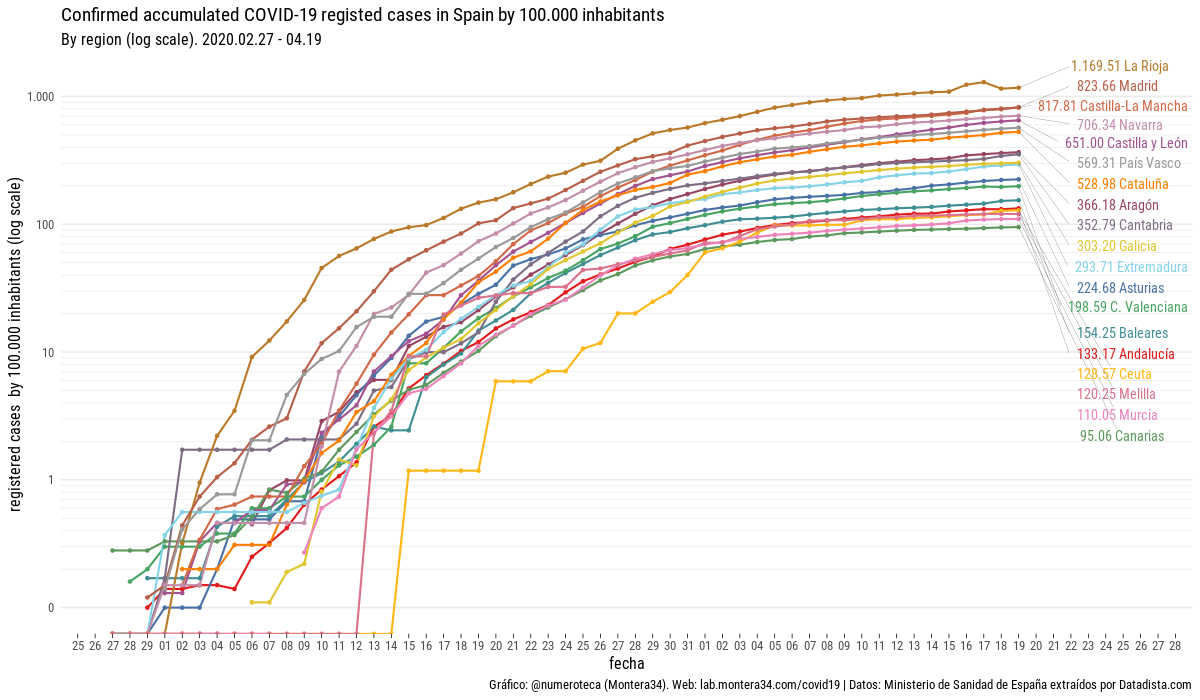 Confirmed accumulated COVID-19 registed cases in Spain by 100.000 inhabitants
By region (log scale). 2020.02.27 - 04.19
registered cases by 100.000 inhabitants (log scale)
1.000
100
10
1
0
1.169.51 La Rioja
823.66 Madrid
817.81 Castilla-La Mancha
706.34 Navarra
651.00 Castilla y León
569.31 País Vasco
528.98 Cataluña
366.18 Aragón
352.79 Cantabria
303.20 Galicia
293.71 Extremadura
224.68 Asturias
198.59 C. Valenciana
154.25 Baleares
133.17 Andalucía
128.57 Ceuta
120.25 Melilla
110.05 Murcia
95.06 Canarias
25 26 27 28 29 01 02 03 04 05 06 07 08 09 10 11 12 13 14 15 16 17 18 19 20 21 22 23 24 25 26 27 28 29 30 31 01 02 03 04 05 06 07 08 09 10 11 12 13 14 15 16 17 18 19 20 21 22 23 24 25 26 27 28
fecha
Gráfico: @numeroteca (Montera34). Web: lab.montera34.com/covid19 | Datos: Ministerio de Sanidad de España extraídos por Datadista.com